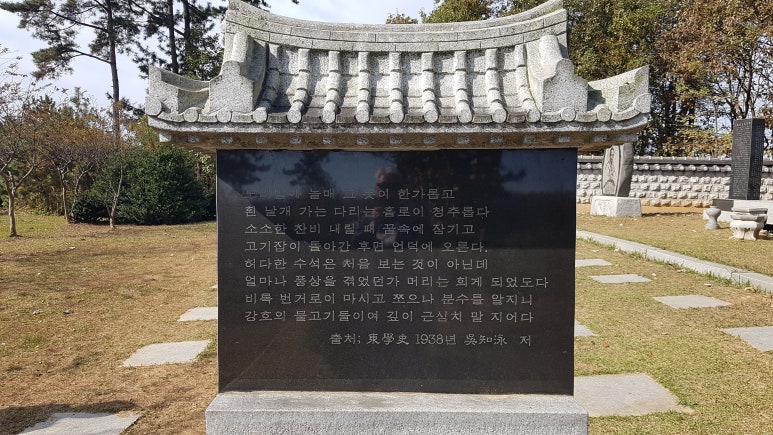 놀매 그 뜻이 한가롭고
흰 날개 가는 다리는 홀로이 청주롭다
소소한 찬비 내릴 때 꿈속에 잠기고
고기잡이 돌아간 후면 언덕에 오른다.
허다한 수석은 처음 보는 것이 아닌데
얼마나 풍상을 겪었던가 머리는 희게 되었도다
비록 번거로이 마시고 쪼으나 분수를 알지니
강호의 물고기들이여 깊이 근심치 말 지어다
출처; 東學史 1938년 吳知泳 저